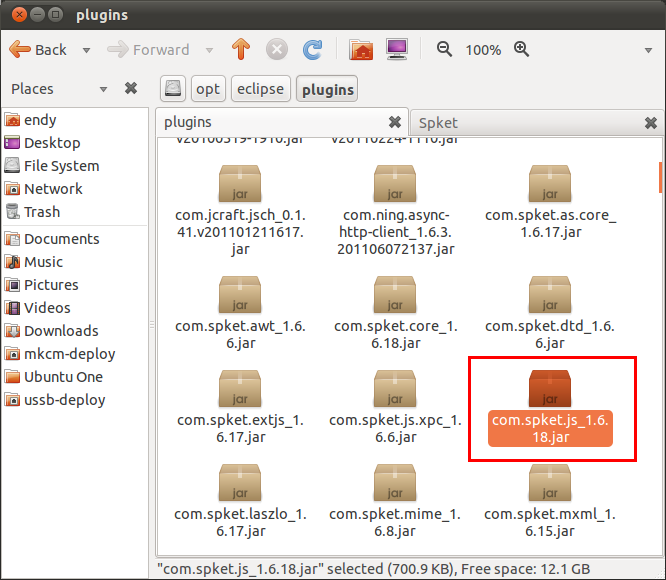 plugins
Back
Forward
100%
Places
opt
eclipse
plugins
endy
Desktop
File System
Network
Trash
Documents
Music
Pictures
Videos
Downloads
mkcm-deploy
Ubuntu One
ussb-deploy
plugins
Spket
jar
com.jcraft.jsch_0.1.
41.v201101211617.
jar
jar
com.ning.async-
http-client_1.6.3.
201106072137.jar
jar
com.spket.as.core_
1.6.17.jar
jar
com.spket.awt_1.6.
6.jar
jar
com.spket.core_1.
6.18.jar
jar
com.spket.dtd_1.6.
6.jar
jar
com.spket.extjs_1.
6.17.jar
jar
com.spket.js.xpc_1.
6.6.jar
jar
com.spket.js_1.6.
18.jar
jar
com.spket.laszlo_1.
6.17.jar
jar
com.spket.mime_1.
6.8.jar
jar
com.spket.mxml_1.
6.15.jar
"com.spket.js_1.6.18.jar" selected (700.9 KB), Free space: 12.1 GB